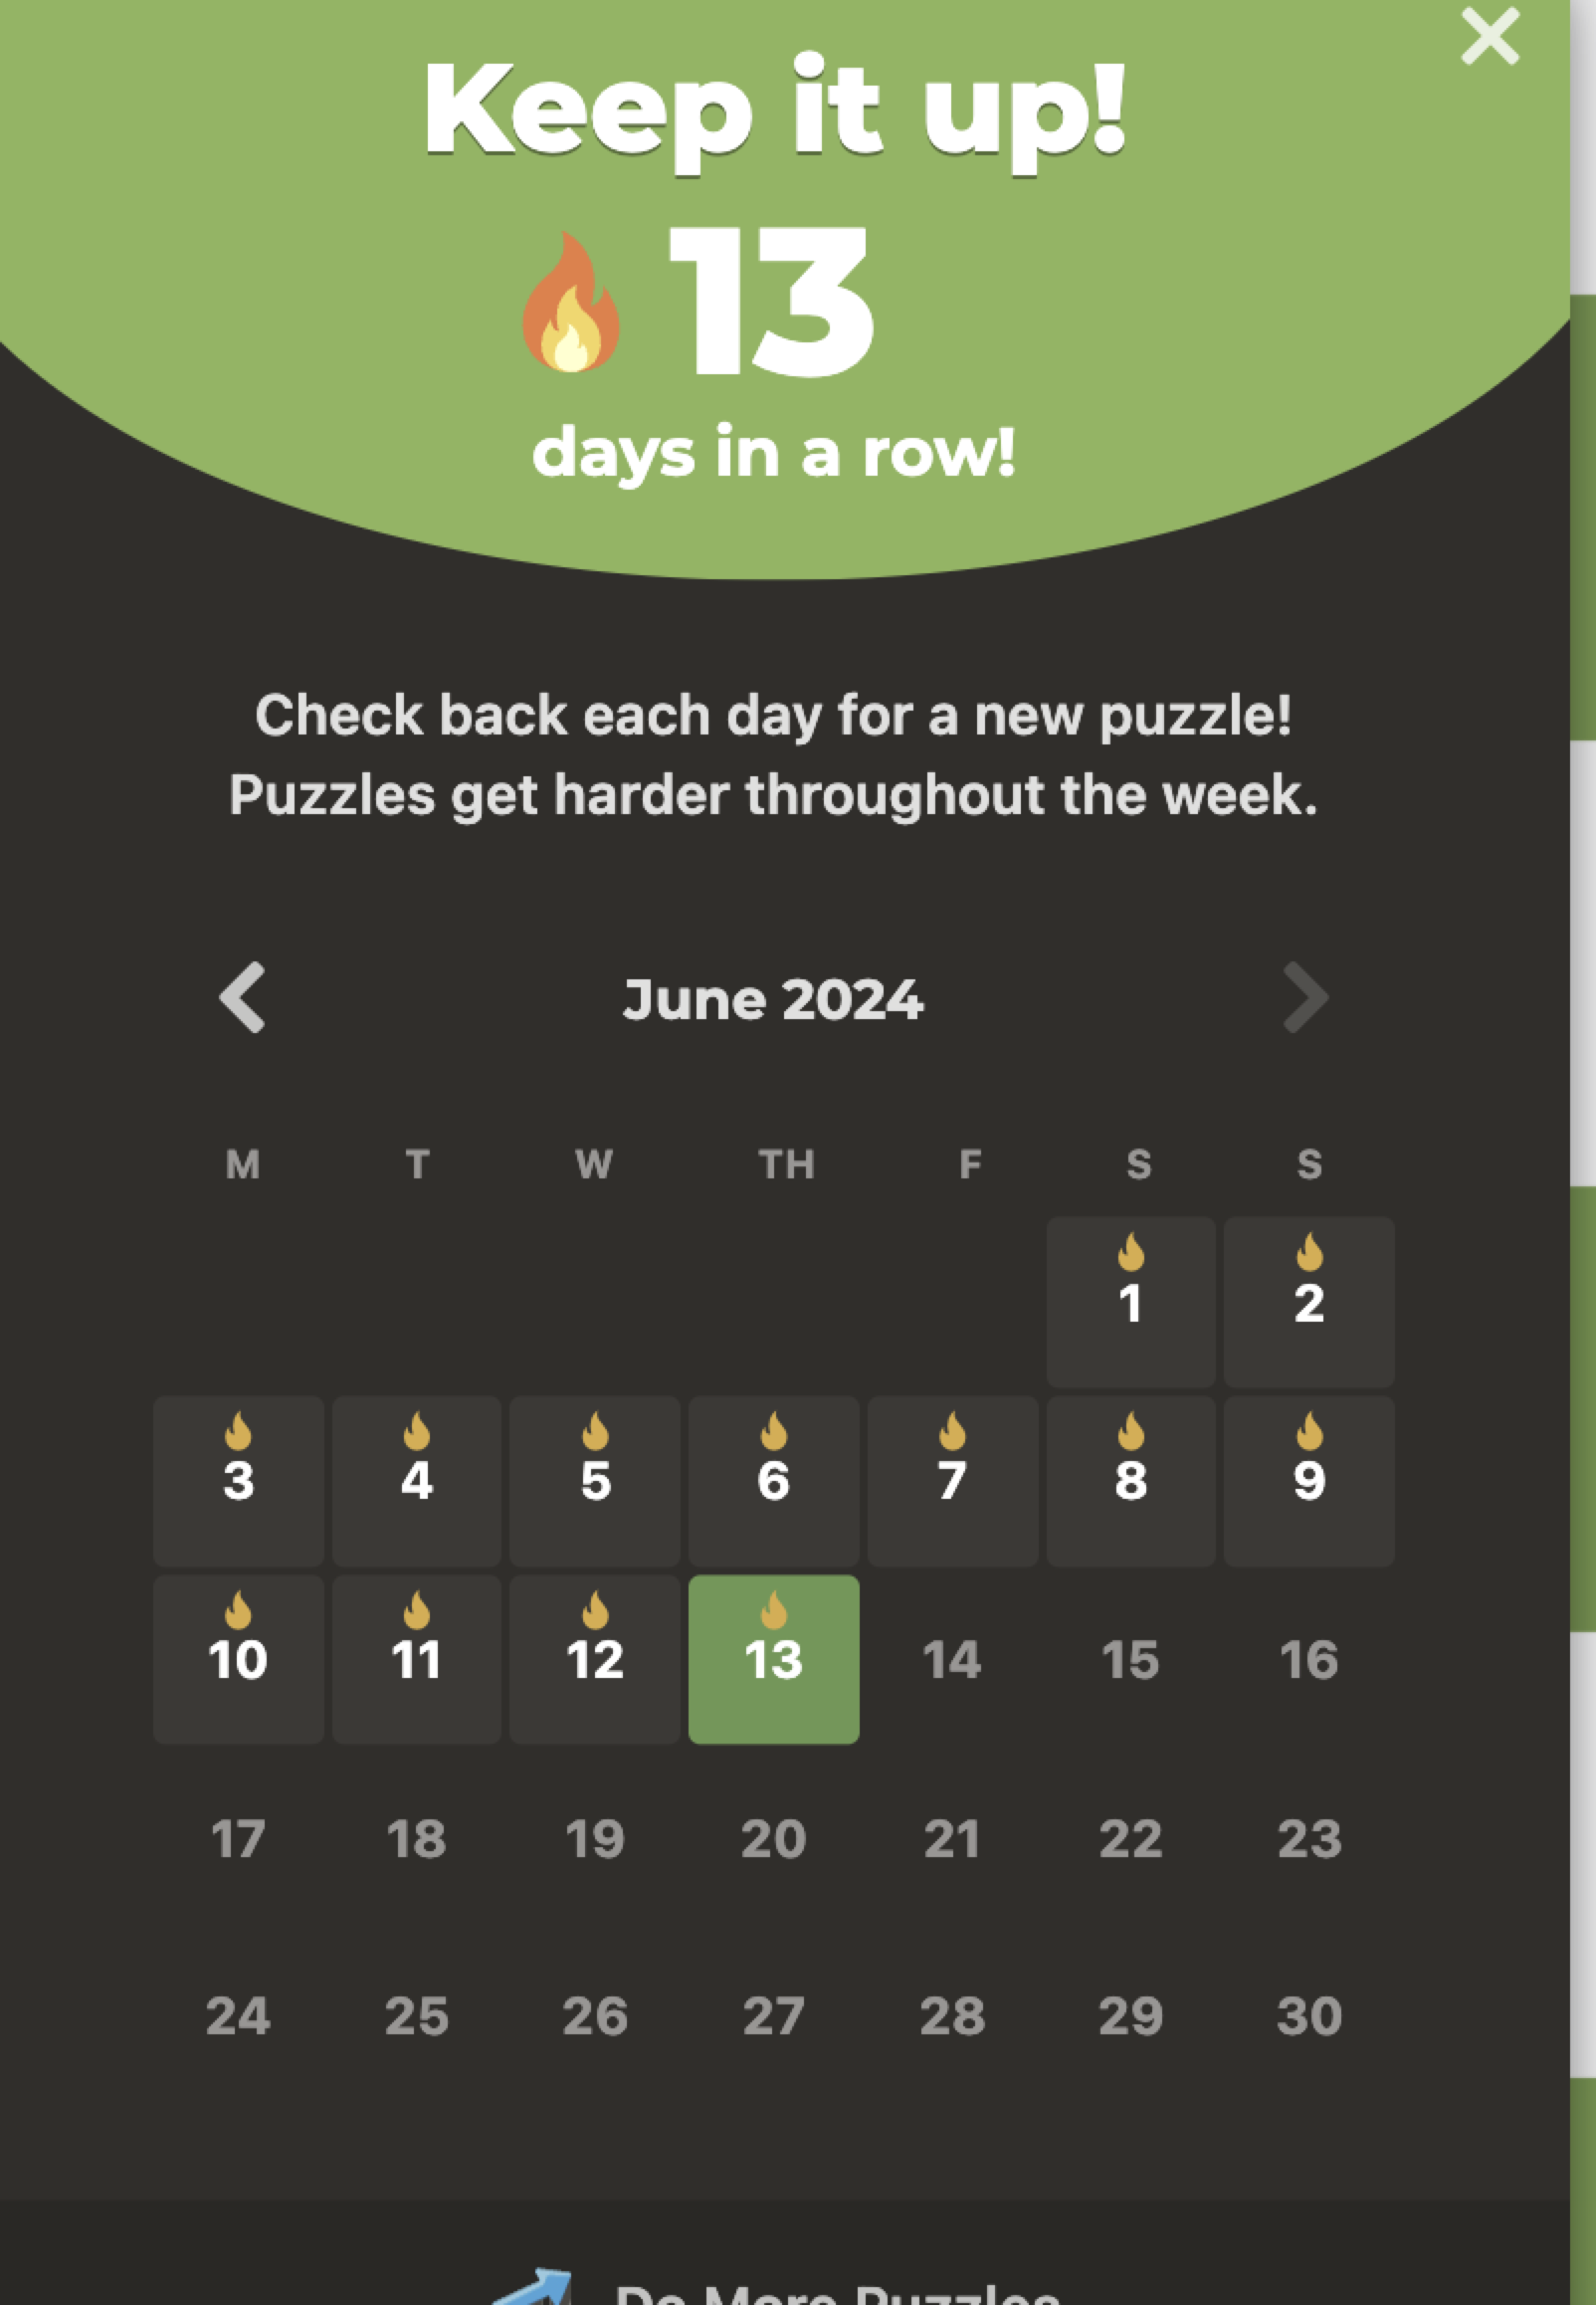 Keep it up!
13
days in a row!
Check back each day for a new puzzle!
Puzzles get harder throughout the week.
June 2024
M T W TH F S S
1 2
3 4 5 6 7 8 9
10 11 12 13 14 15 16
17 18 19 20 21 22 23
24 25 26 27 28 29 30
Do More Puzzles